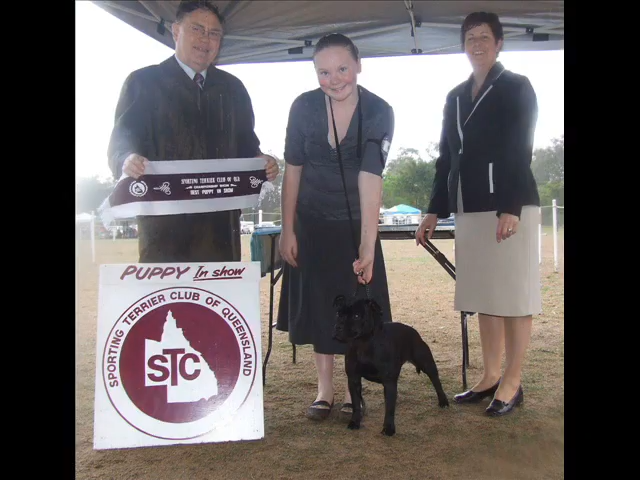 SPORTING TERRIER CLUB OF QLD
CHAMPIONSHIP SHOW
BEST PUPPY IN SHOW
PUPPY In show
SPORTING TERRIER CLUB OF QUEENSLAND
STC